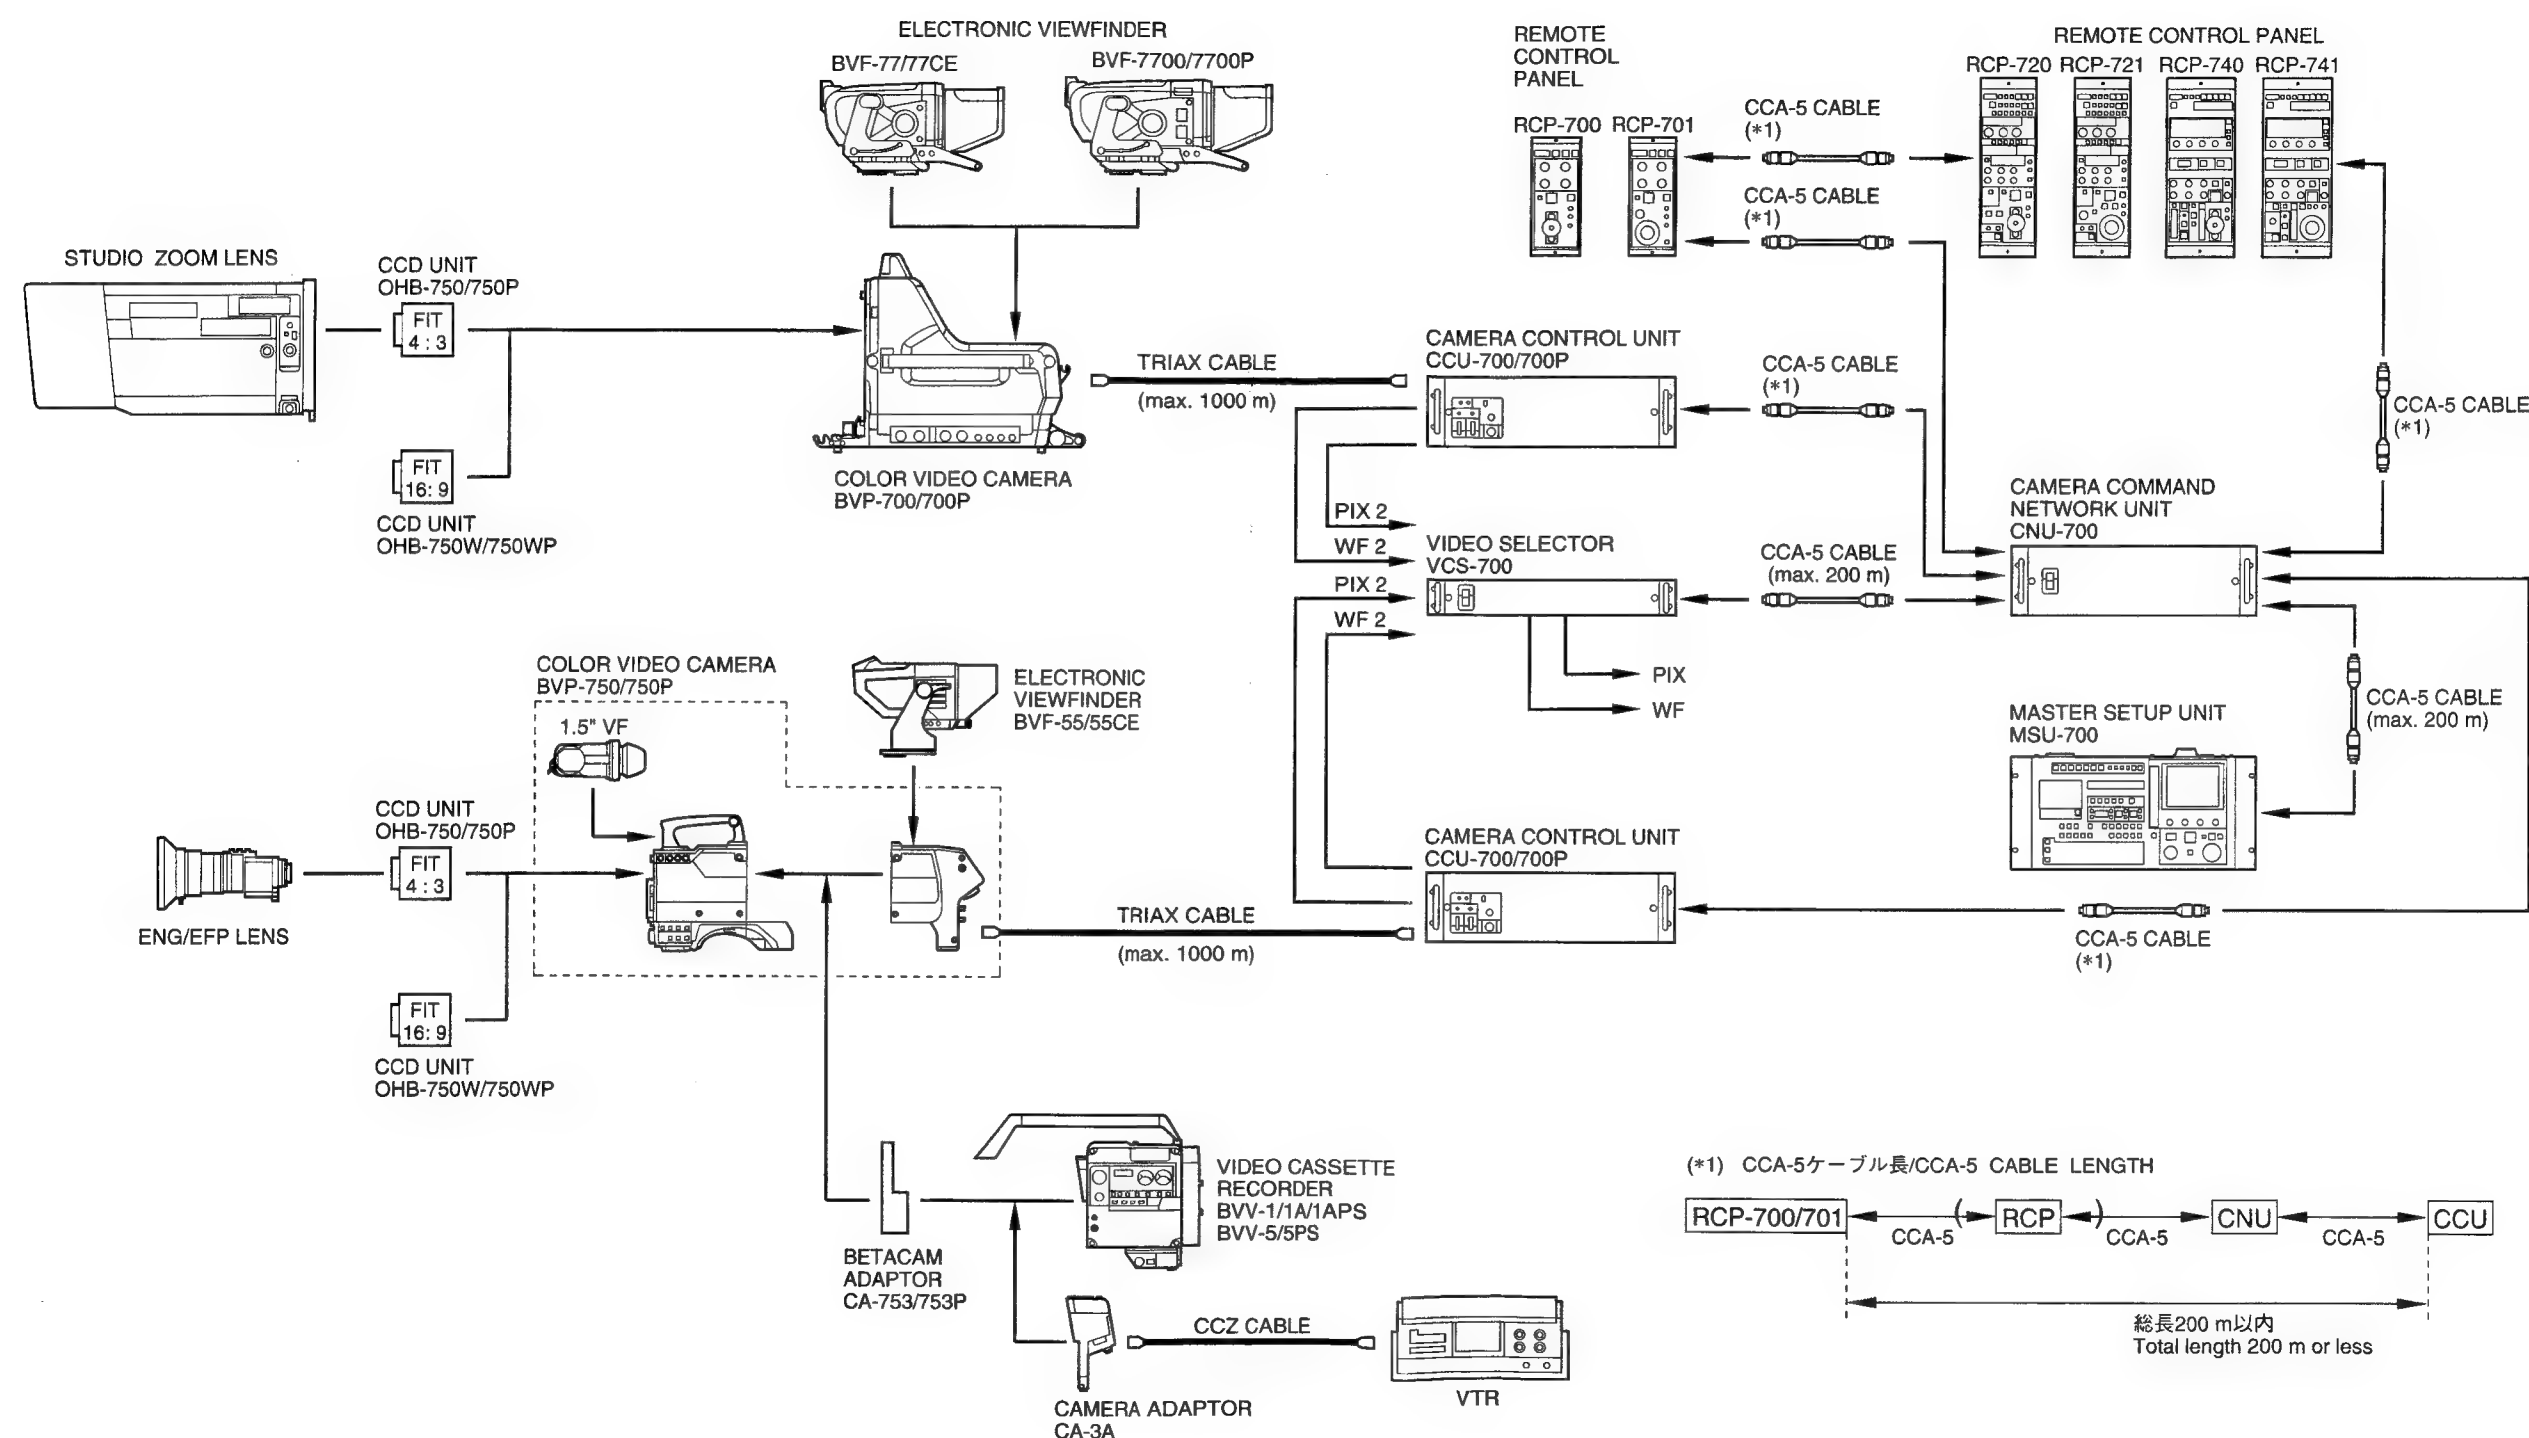 ELECTRONIC VIEWFINDER
BVF-77/77CE
BVF-7700/7700P
REMOTE
CONTROL
PANEL
RCP-700
RCP-701
CCA-5 CABLE
(*1)
CCA-5 CABLE
(*1)
REMOTE CONTROL PANEL
RCP-720
RCP-721
RCP-740
RCP-741
STUDIO ZOOM LENS
CCD UNIT
OHB-750/750P
FIT
4 : 3
FIT
16 : 9
CCD UNIT
OHB-750W/750WP
COLOR VIDEO CAMERA
BVP-700/700P
TRIAX CABLE
(max. 1000 m)
CAMERA CONTROL UNIT
CCU-700/700P
CCA-5 CABLE
(*1)
CCA-5 CABLE
(*1)
PIX 2
WF 2
PIX 2
WF 2
VIDEO SELECTOR
VCS-700
CCA-5 CABLE
(max. 200 m)
CAMERA COMMAND
NETWORK UNIT
CNU-700
PIX
WF
CCA-5 CABLE
(max. 200 m)
MASTER SETUP UNIT
MSU-700
COLOR VIDEO CAMERA
BVP-750/750P
1.5" VF
ELECTRONIC
VIEWFINDER
BVF-55/55CE
CCD UNIT
OHB-750/750P
FIT
4 : 3
ENG/EFP LENS
FIT
16 : 9
CCD UNIT
OHB-750W/750WP
TRIAX CABLE
(max. 1000 m)
CAMERA CONTROL UNIT
CCU-700/700P
CCA-5 CABLE
(*1)
BETACAM
ADAPTOR
CA-753/753P
VIDEO CASSETTE
RECORDER
BVV-1/1A/1APS
BVV-5/5PS
CCZ CABLE
CAMERA ADAPTOR
CA-3A
VTR
(*1) CCA-5ケーブル長/CCA-5 CABLE LENGTH
RCP-700/701 ( RCP ) CNU CCU
CCA-5 CCA-5 CCA-5
総長200 m以内
Total length 200 m or less